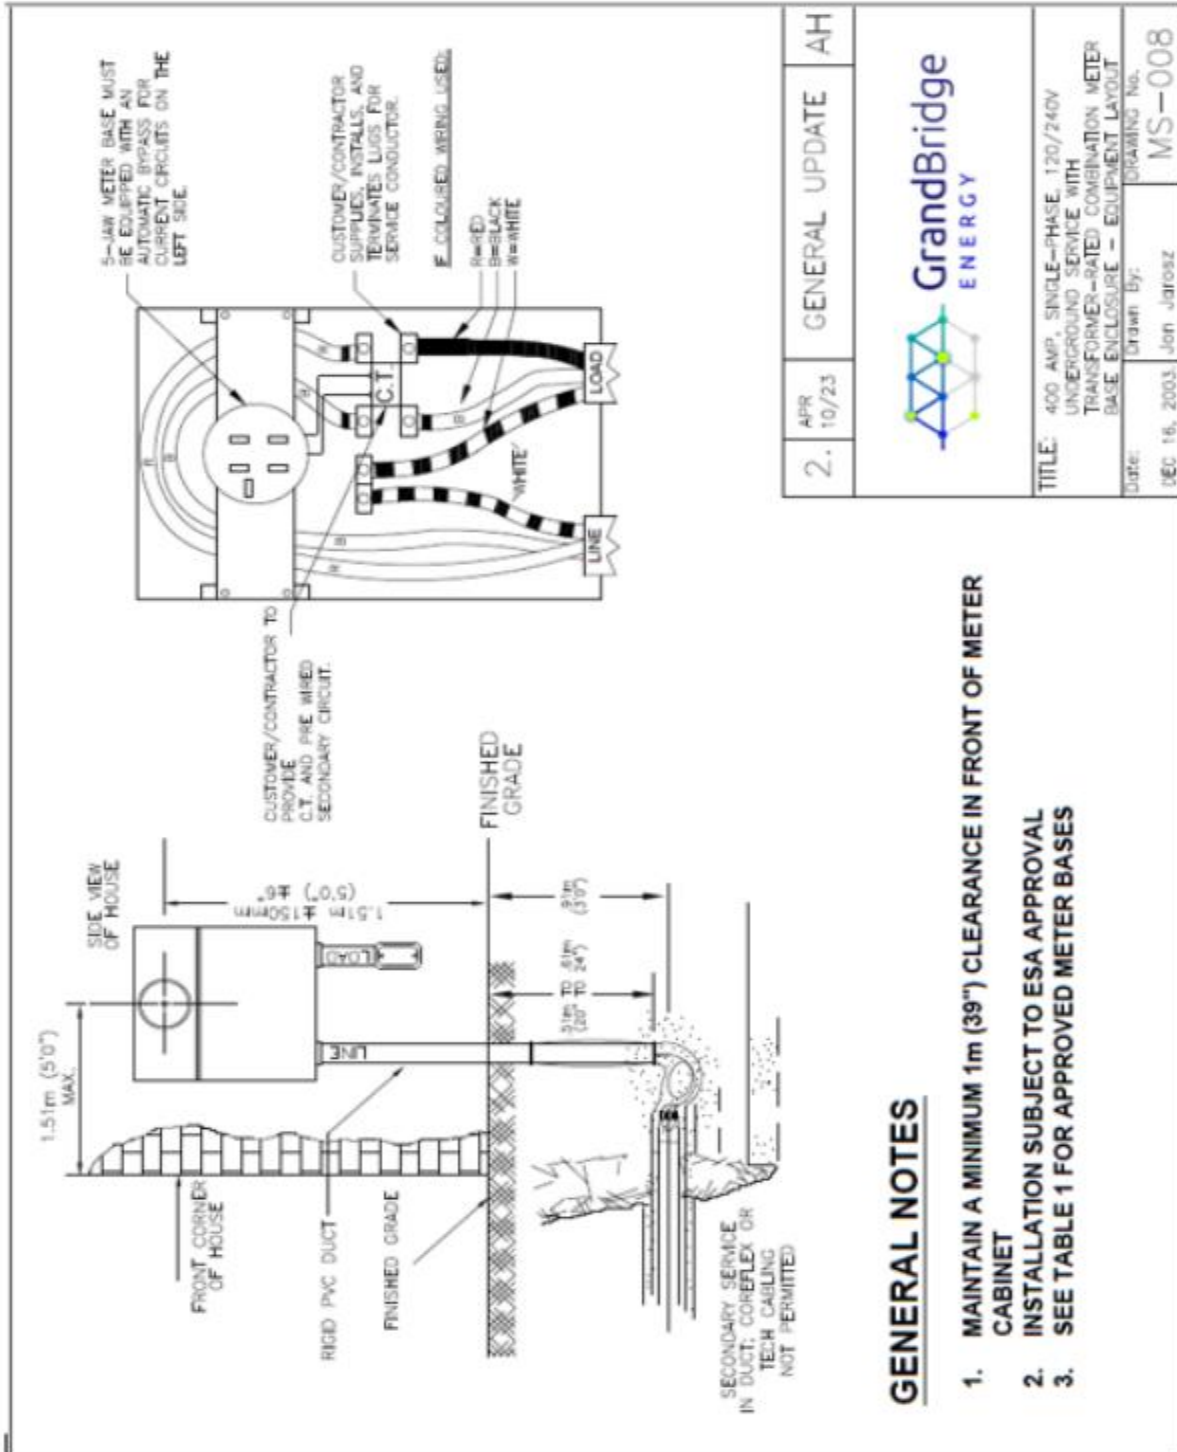 5-JAW METER BASE MUST
BE EQUIPPED WITH AN
AUTOMATIC BYPASS FOR
CURRENT CIRCUITS ON THE
LEFT SIDE.
CUSTOMER/CONTRACTOR
SUPPLIES, INSTALLS, AND
TERMINATES LUGS FOR
SERVICE CONDUCTOR.
IF COLOURED WIRING USED:
R=RED
B=BLACK
W=WHITE
R
B
R
B
R
B
B
C.T.
'WHITE'
LINE
LOAD
CUSTOMER/CONTRACTOR TO
PROVIDE
C.T. AND PRE WIRED
SECONDARY CIRCUIT.
SIDE VIEW
OF HOUSE
1.51m (5'0")
MAX.
1.51m ±150mm
(5'0") ±6"
LOAD
LINE
FINISHED
GRADE
.51m TO .61m
(20" TO 24")
.91m
(3'0")
FRONT CORNER
OF HOUSE
RIGID PVC DUCT
FINISHED GRADE
SECONDARY SERVICE
IN DUCT; COREFLEX OR
TECH CABLING
NOT PERMITTED
GENERAL NOTES
1. MAINTAIN A MINIMUM 1m (39") CLEARANCE IN FRONT OF METER
CABINET
2. INSTALLATION SUBJECT TO ESA APPROVAL
3. SEE TABLE 1 FOR APPROVED METER BASES
2. APR 10/23 GENERAL UPDATE AH
GrandBridge
ENERGY
TITLE: 400 AMP, SINGLE-PHASE, 120/240V
UNDERGROUND SERVICE WITH
TRANSFORMER-RATED COMBINATION METER
BASE ENCLOSURE - EQUIPMENT LAYOUT
Date: Drawn By: DRAWING No.
DEC 16, 2003 Jon Jarosz MS-008